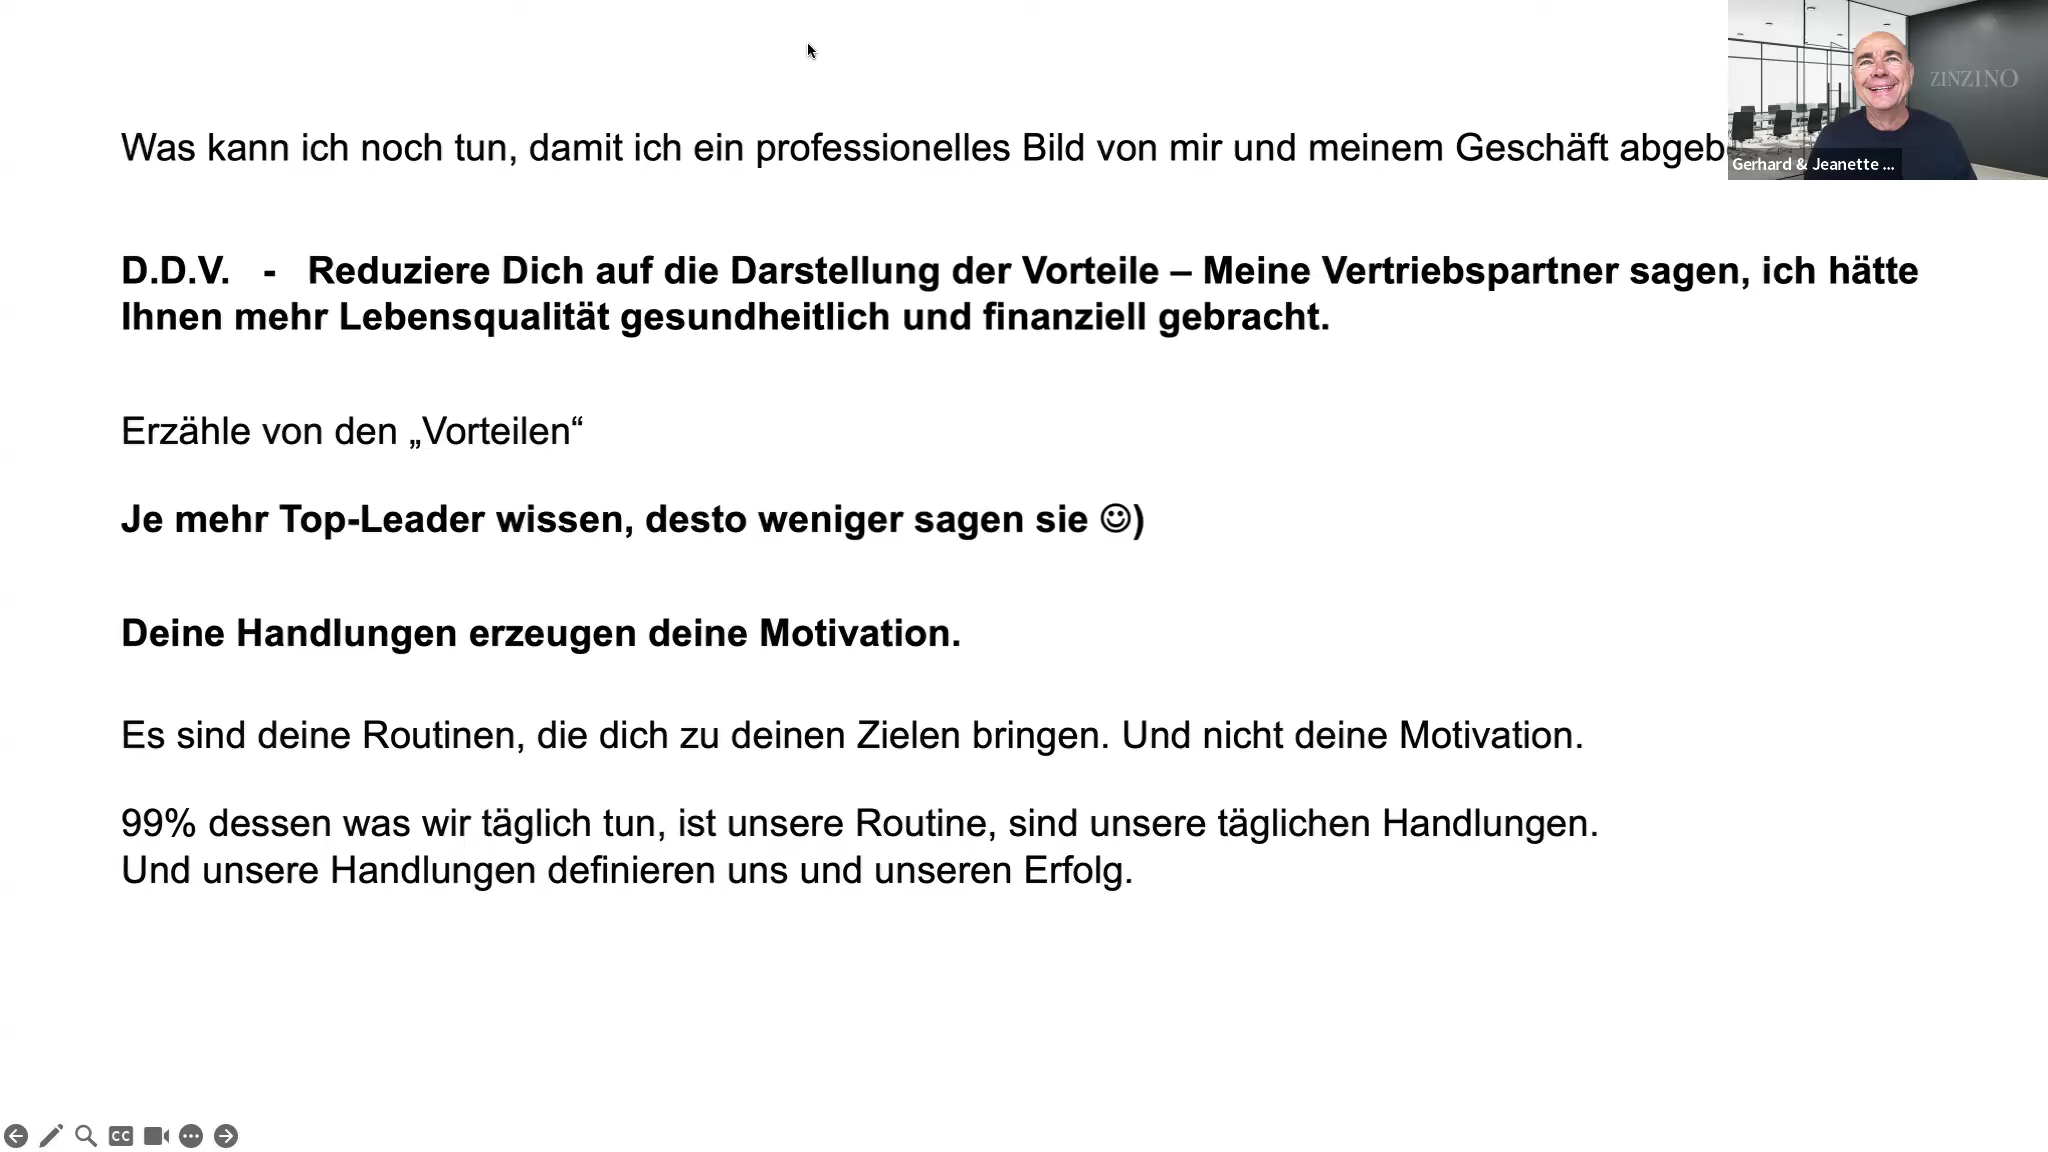 Was kann ich noch tun, damit ich ein professionelles Bild von mir und meinem Geschäft abgeb
ZINZINO
Gerhard & Jeanette ...
D.D.V. - Reduziere Dich auf die Darstellung der Vorteile – Meine Vertriebspartner sagen, ich hätte
Ihnen mehr Lebensqualität gesundheitlich und finanziell gebracht.
Erzähle von den „Vorteilen“
Je mehr Top-Leader wissen, desto weniger sagen sie ☺)
Deine Handlungen erzeugen deine Motivation.
Es sind deine Routinen, die dich zu deinen Zielen bringen. Und nicht deine Motivation.
99% dessen was wir täglich tun, ist unsere Routine, sind unsere täglichen Handlungen.
Und unsere Handlungen definieren uns und unseren Erfolg.
CC